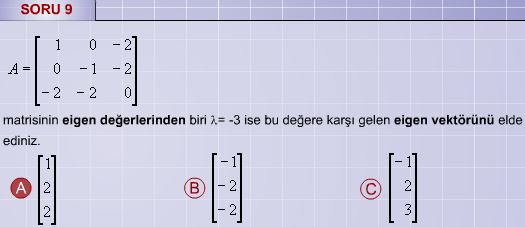 SORU 9
1 0 -2
A = 0 -1 -2
-2 -2 0
matrisinin eigen değerlerinden biri λ= -3 ise bu değere karşı gelen eigen vektörünü elde
ediniz.
A 1 2 2
B -1 -2 -2
C -1 2 3